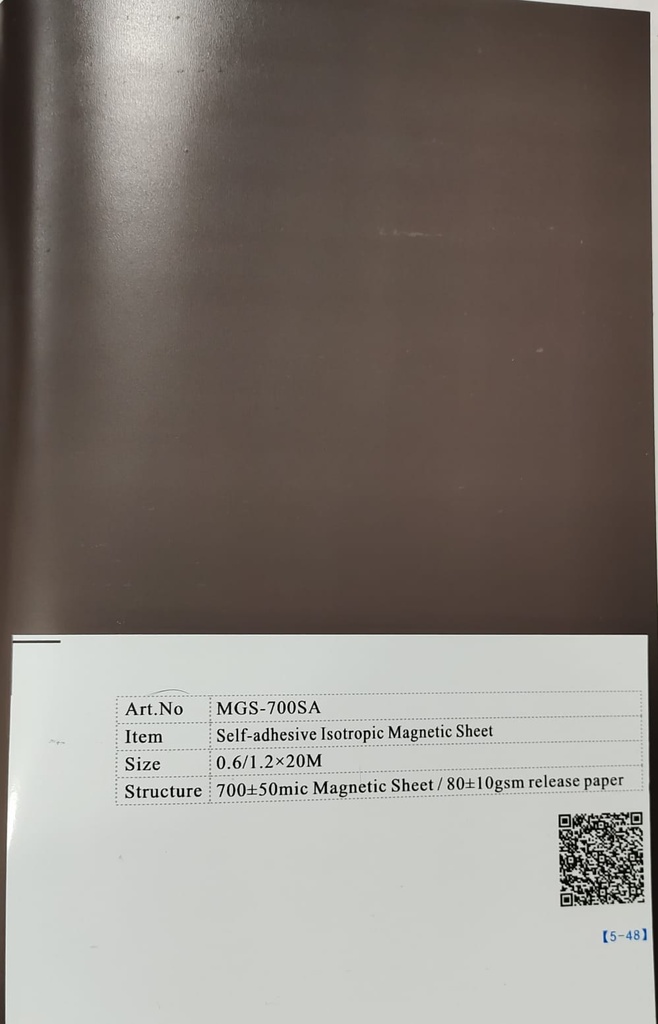 Art.No MGS-700SA
Item Self-adhesive Isotropic Magnetic Sheet
Size 0.6/1.2×20M
Structure 700±50mic Magnetic Sheet / 80±10gsm release paper
【5-48】